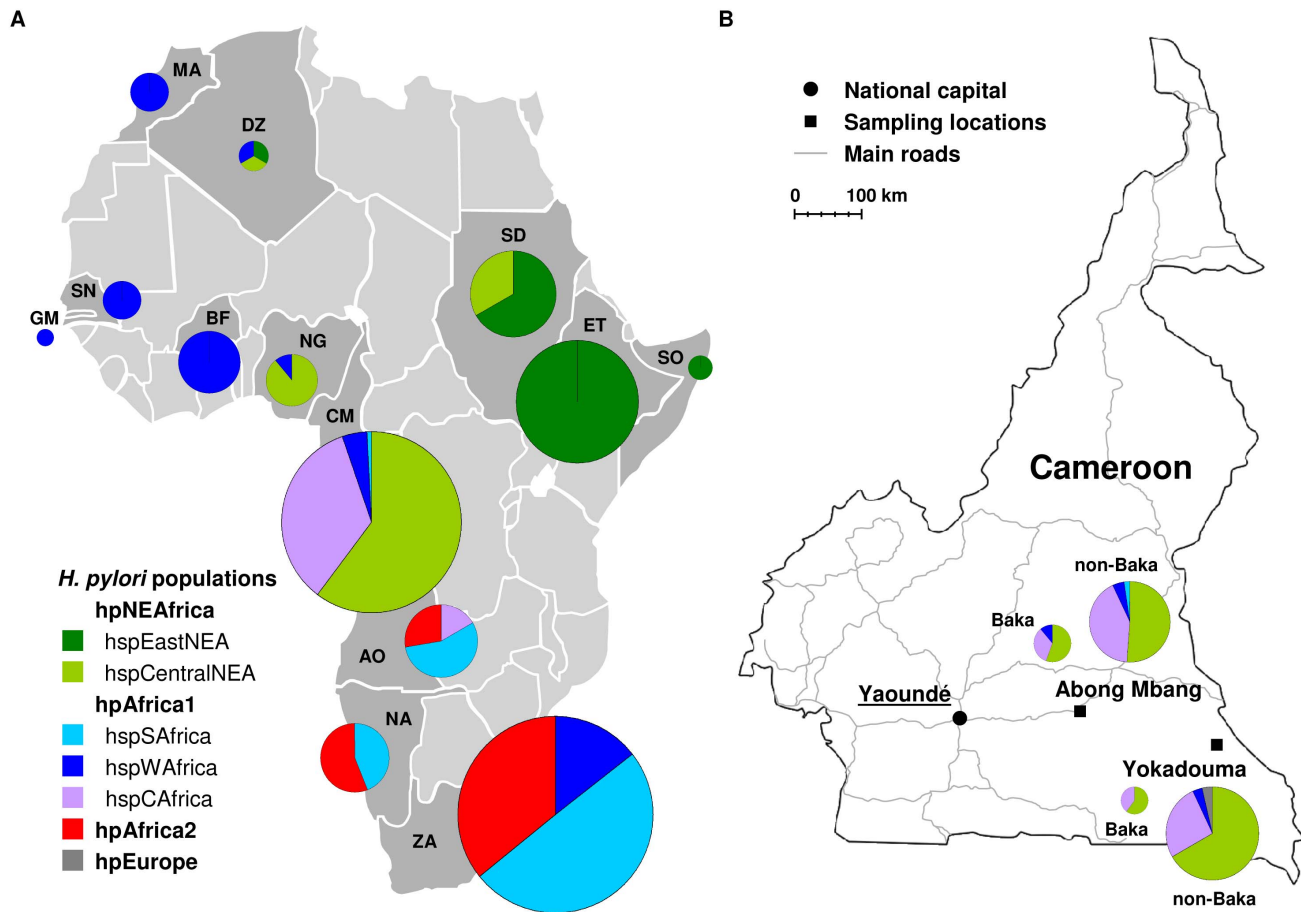 A
MA
DZ
SD
SN
GM
BF
NG
ET
SO
CM
H. pylori populations
hpNEAfrica
hspEastNEA
hspCentralNEA
hpAfrica1
hspSAfrica
hspWAfrica
hspCAfrica
hpAfrica2
hpEurope
AO
NA
ZA
B
National capital
Sampling locations
Main roads
0 100 km
Cameroon
non-Baka
Baka
Abong Mbang
Yaoundé
Yokadouma
Baka
non-Baka